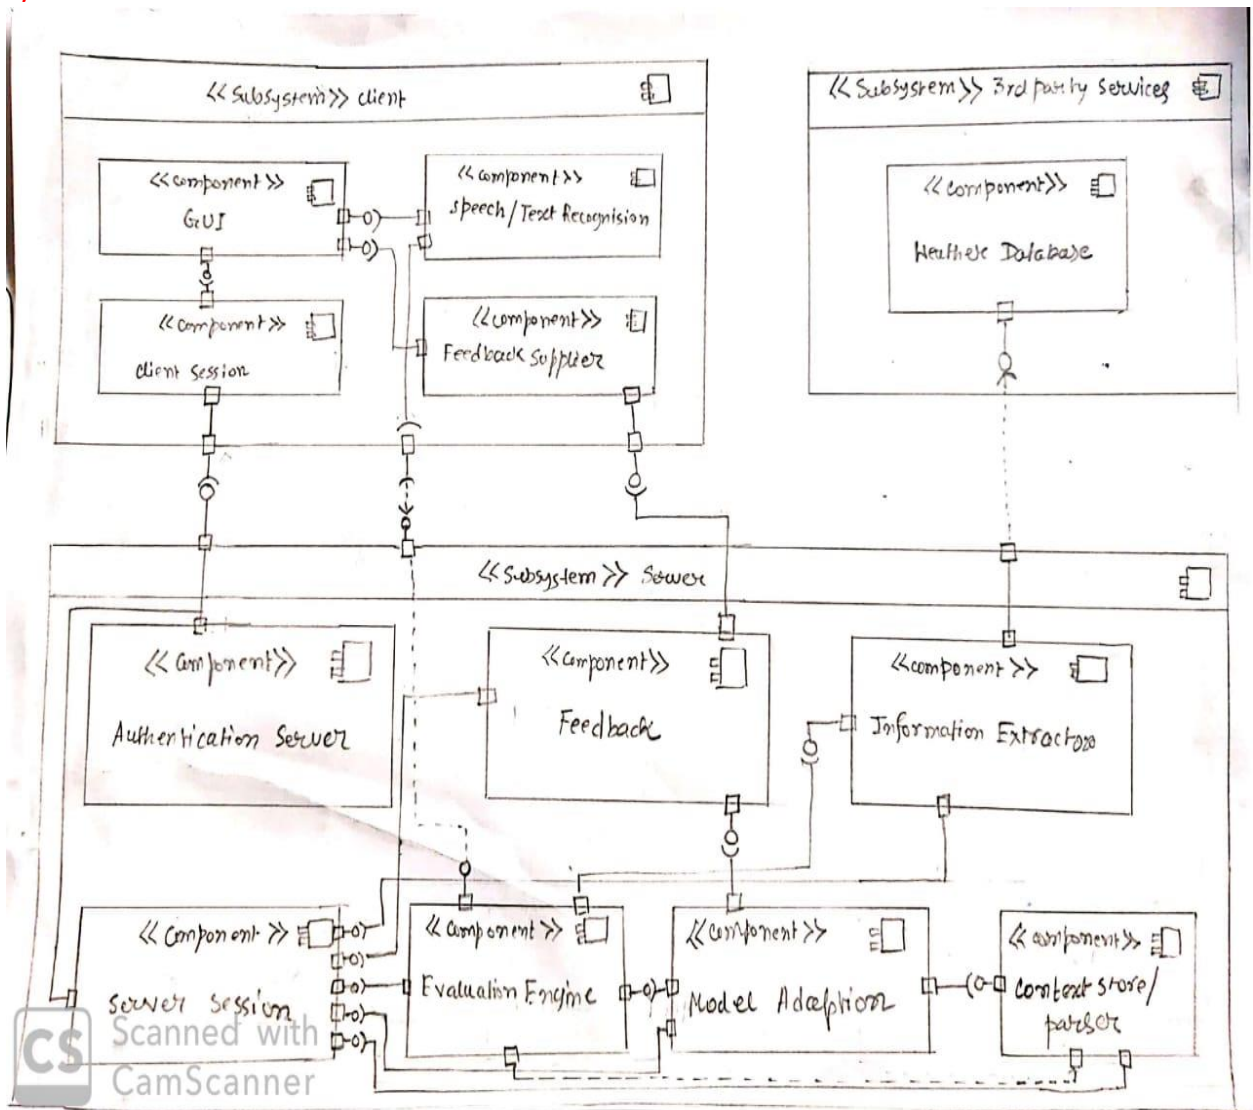 <<Subsystem>> client
<<Subsystem>> 3rd party services
<<component>>
GUI
<<component>>
Speech/Text Recognision
<<component>>
Weather Database
<<component>>
client session
<<component>>
Feedback Supplier
<<Subsystem>> Server
<<component>>
Authentication Server
<<component>>
Feedback
<<component>>
Information Extractor
<<component>>
Server session
<<component>>
Evaluation Engine
<<component>>
Model Adaption
<<component>>
context store/
parser
CS
Scanned with
CamScanner